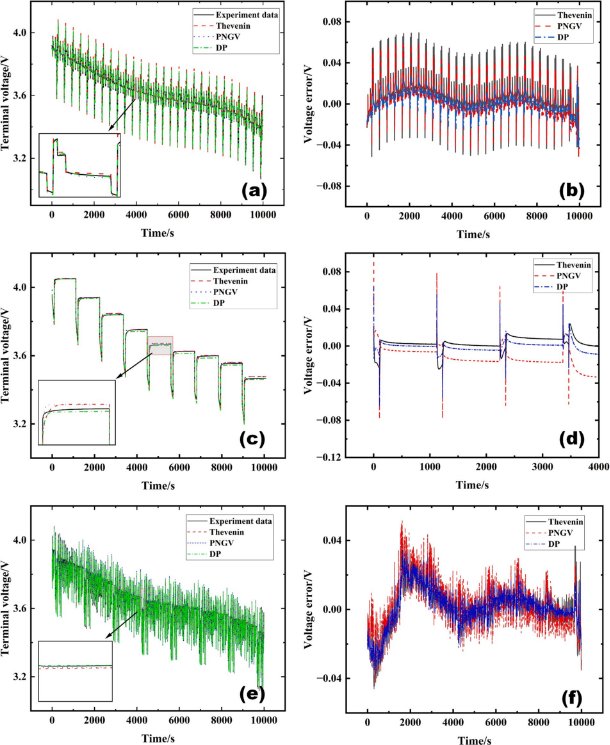 Terminal voltage/V
4.0
3.6
3.2
Experiment data
Thevenin
PNGV
DP
(a)
0 2000 4000 6000 8000 10000
Time/s
Voltage error/V
0.08
0.04
0.00
−0.04
−0.08
Thevenin
PNGV
DP
(b)
0 2000 4000 6000 8000 10000
Time/s
Terminal voltage/V
4.0
3.6
3.2
Experiment data
Thevenin
PNGV
DP
(c)
0 2000 4000 6000 8000 10000
Time/s
Voltage error/V
0.08
0.04
0.00
−0.04
−0.08
−0.12
Thevenin
PNGV
DP
(d)
0 1000 2000 3000 4000
Time/s
Terminal voltage/V
4.0
3.6
3.2
Experiment data
Thevenin
PNGV
DP
(e)
0 2000 4000 6000 8000 10000
Time/s
Voltage error/V
0.04
0.00
−0.04
Thevenin
PNGV
DP
(f)
0 2000 4000 6000 8000 10000
Time/s